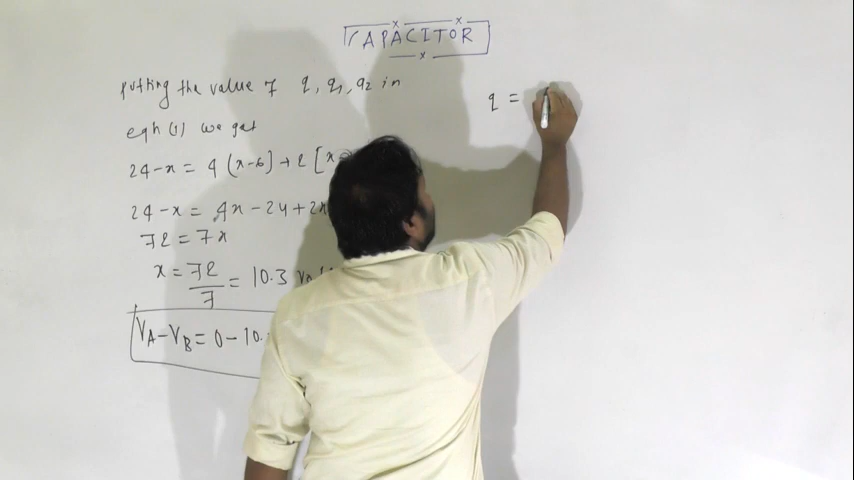 CAPACITOR
putting the value of q, q1, q2 in
eqn (1) we get
24-x = 4(x-6)+2[x
24-x = 4x-24+2x
72 = 7x
x = 72/7 = 10.3
VA-VB = 0-10.
q =